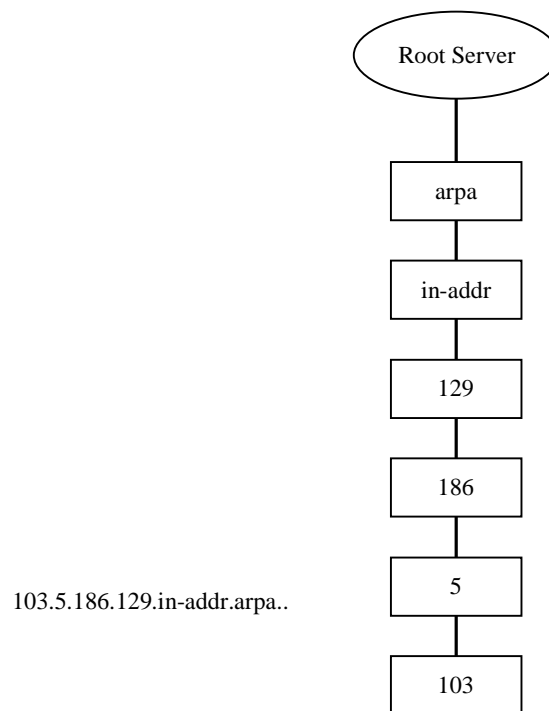 Root Server
arpa
in-addr
129
186
5
103.5.186.129.in-addr.arpa..
103